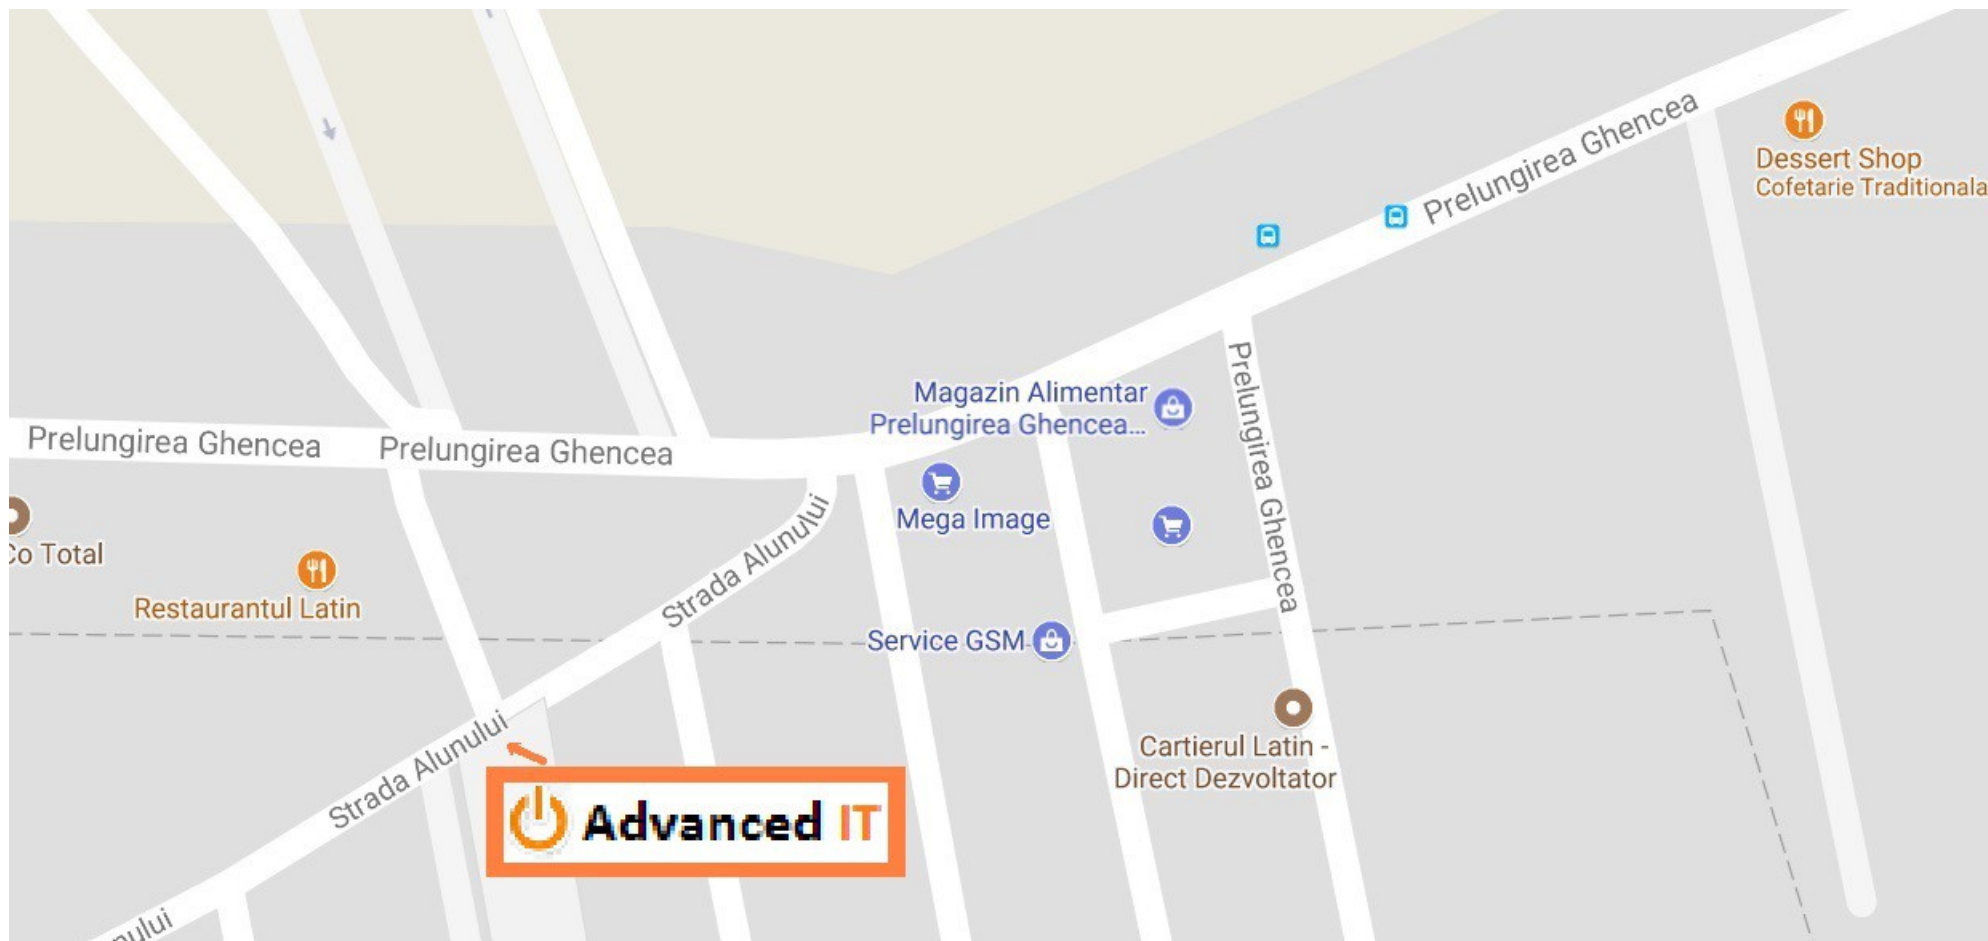 Prelungirea Ghencea
Dessert Shop
Cofetarie Traditionala
Prelungirea Ghencea
Magazin Alimentar
Prelungirea Ghencea...
Prelungirea Ghencea
Prelungirea Ghencea
Mega Image
Strada Alunului
Co Total
Restaurantul Latin
Service GSM
Strada Alunului
Cartierul Latin -
Direct Dezvoltator
Advanced IT
nului